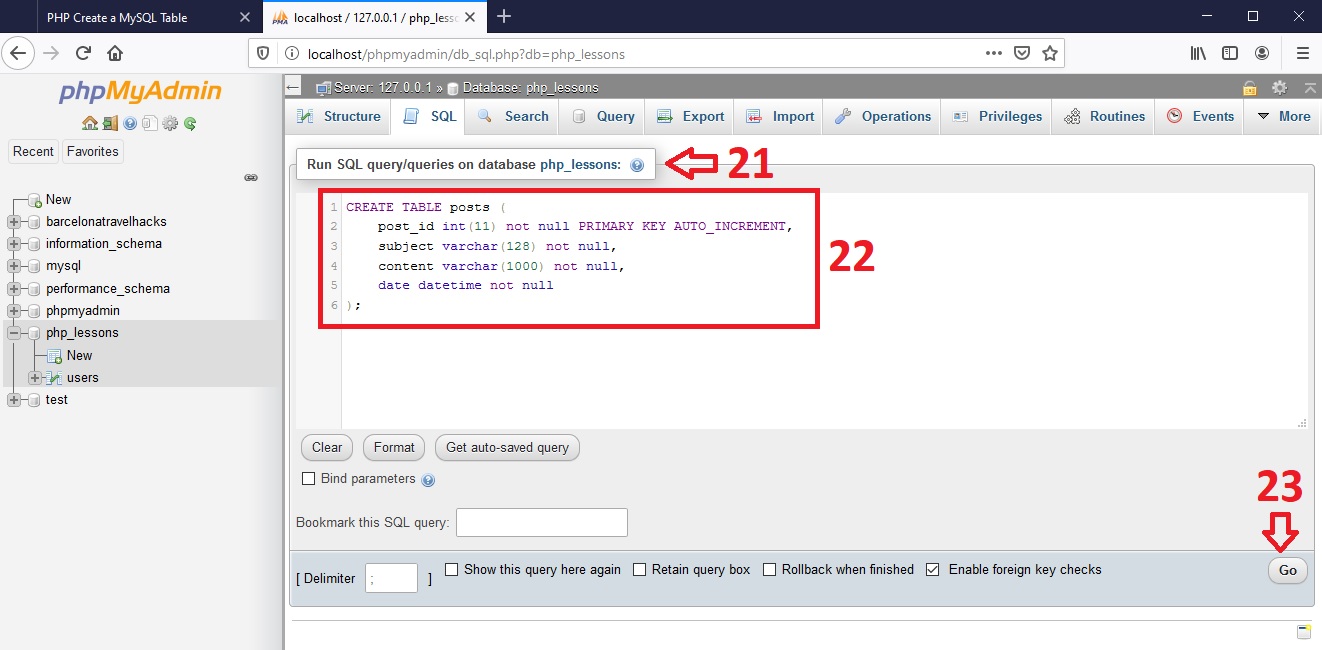 PHP Create a MySQL Table
localhost / 127.0.0.1 / php_lesso
localhost/phpmyadmin/db_sql.php?db=php_lessons
phpMyAdmin
Recent Favorites
New
barcelonatravelhacks
information_schema
mysql
performance_schema
phpmyadmin
php_lessons
New
users
test
Server: 127.0.0.1 » Database: php_lessons
Structure SQL Search Query Export Import Operations Privileges Routines Events More
Run SQL query/queries on database php_lessons:
21
1 CREATE TABLE posts (
2 post_id int(11) not null PRIMARY KEY AUTO_INCREMENT,
3 subject varchar(128) not null,
4 content varchar(1000) not null,
5 date datetime not null
6 );
22
Clear Format Get auto-saved query
Bind parameters
Bookmark this SQL query:
23
[ Delimiter ; ] Show this query here again Retain query box Rollback when finished Enable foreign key checks Go